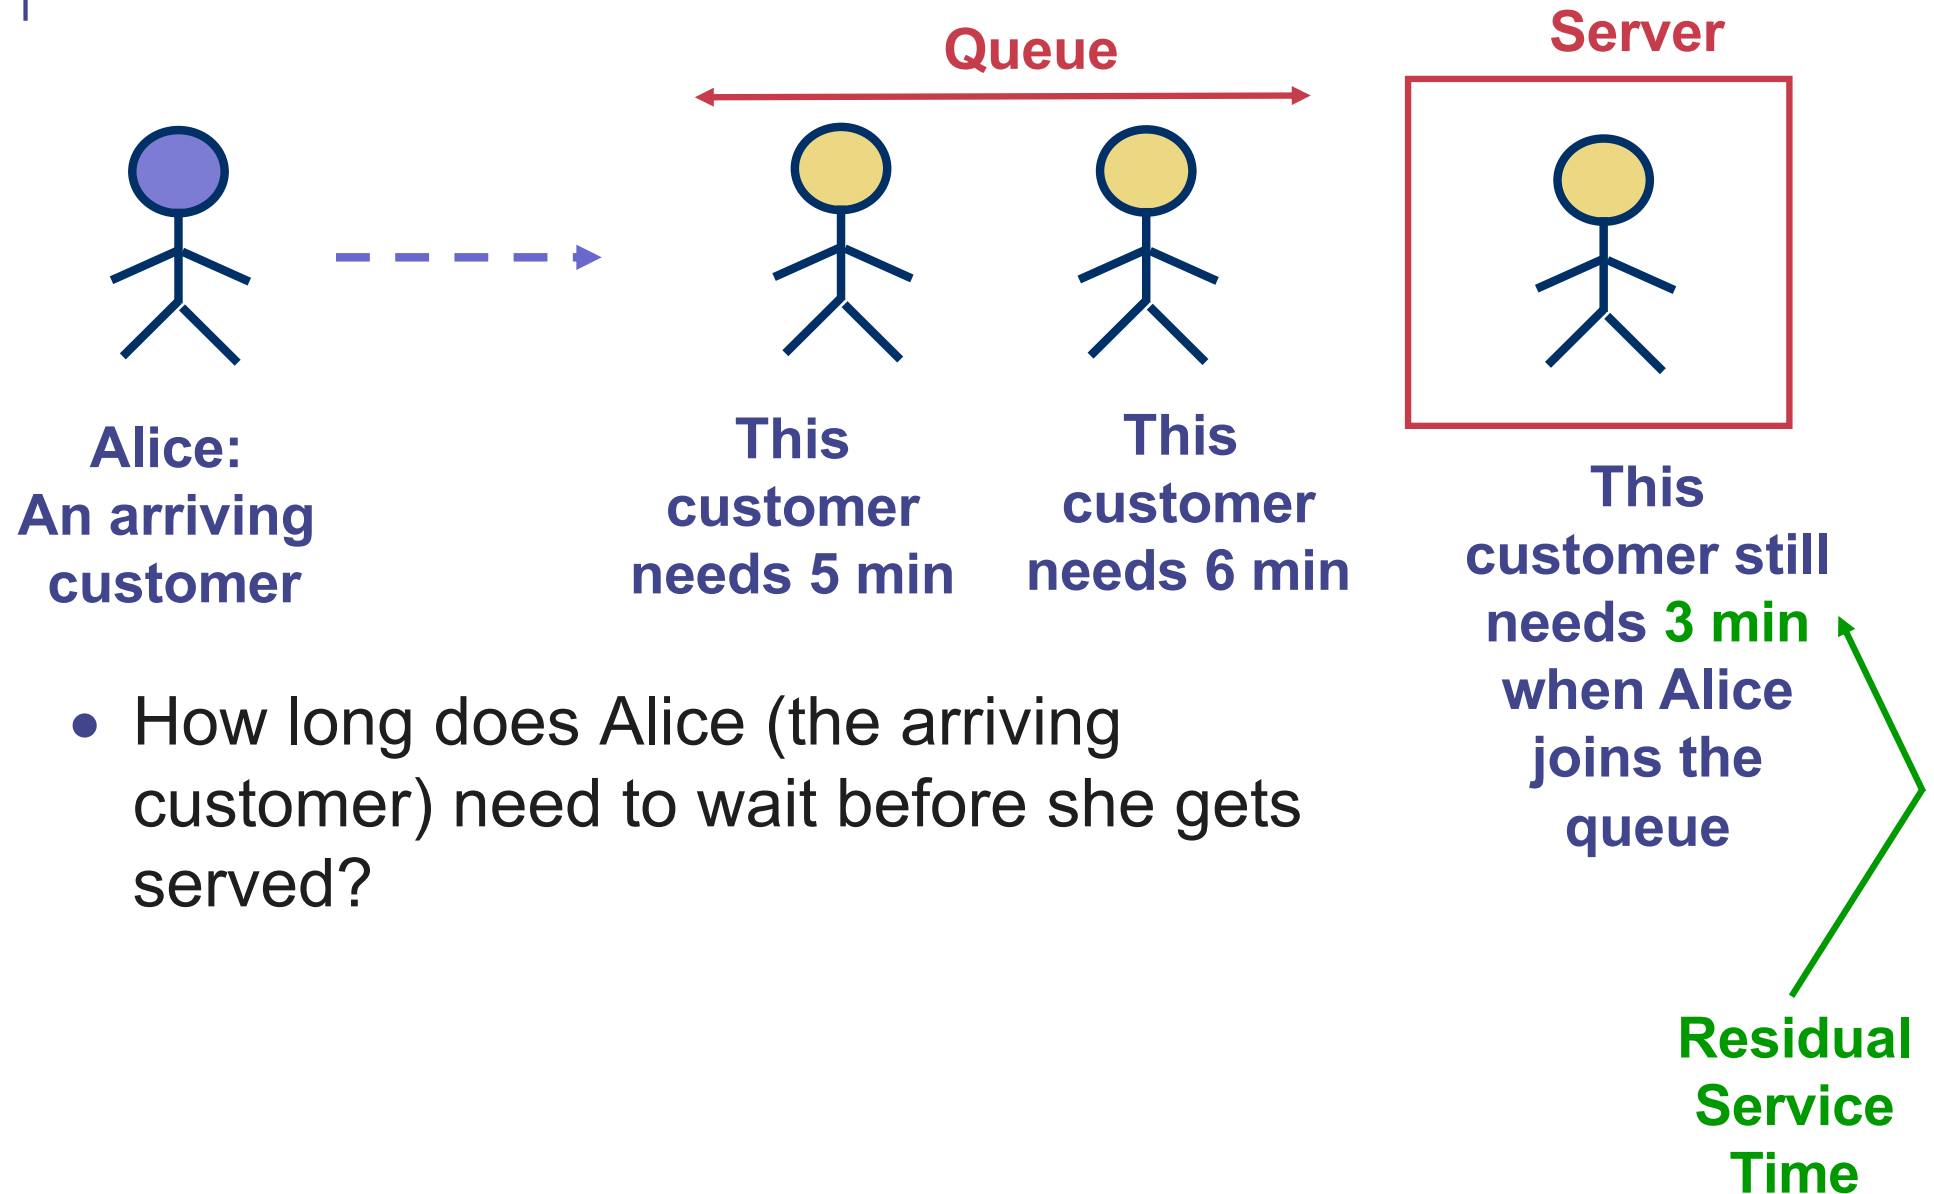 Queue
Server
Alice:
An arriving
customer
This
customer
needs 5 min
This
customer
needs 6 min
This
customer still
needs 3 min
when Alice
joins the
queue
• How long does Alice (the arriving
customer) need to wait before she gets
served?
Residual
Service
Time